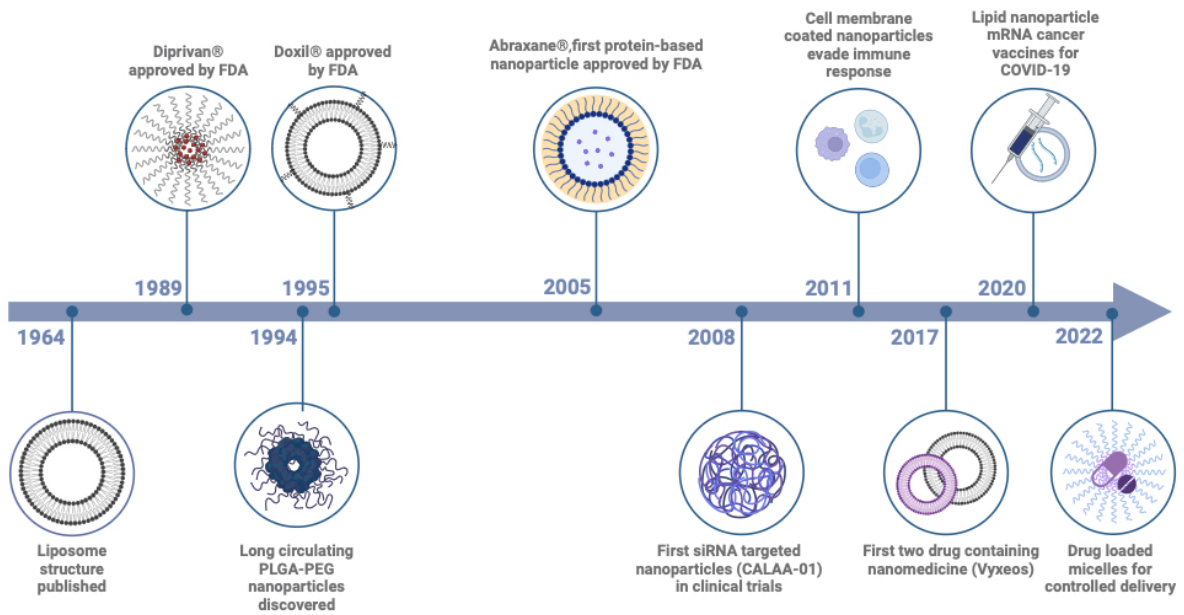 Diprivan®
approved by FDA
Doxil® approved
by FDA
Abraxane®,first protein-based
nanoparticle approved by FDA
Cell membrane
coated nanoparticles
evade immune
response
Lipid nanoparticle
mRNA cancer
vaccines for
COVID-19
1989
1995
2005
2011
2020
1964
1994
2008
2017
2022
Liposome
structure
published
Long circulating
PLGA-PEG
nanoparticles
discovered
First siRNA targeted
nanoparticles (CALAA-01)
in clinical trials
First two drug containing
nanomedicine (Vyxeos)
Drug loaded
micelles for
controlled delivery